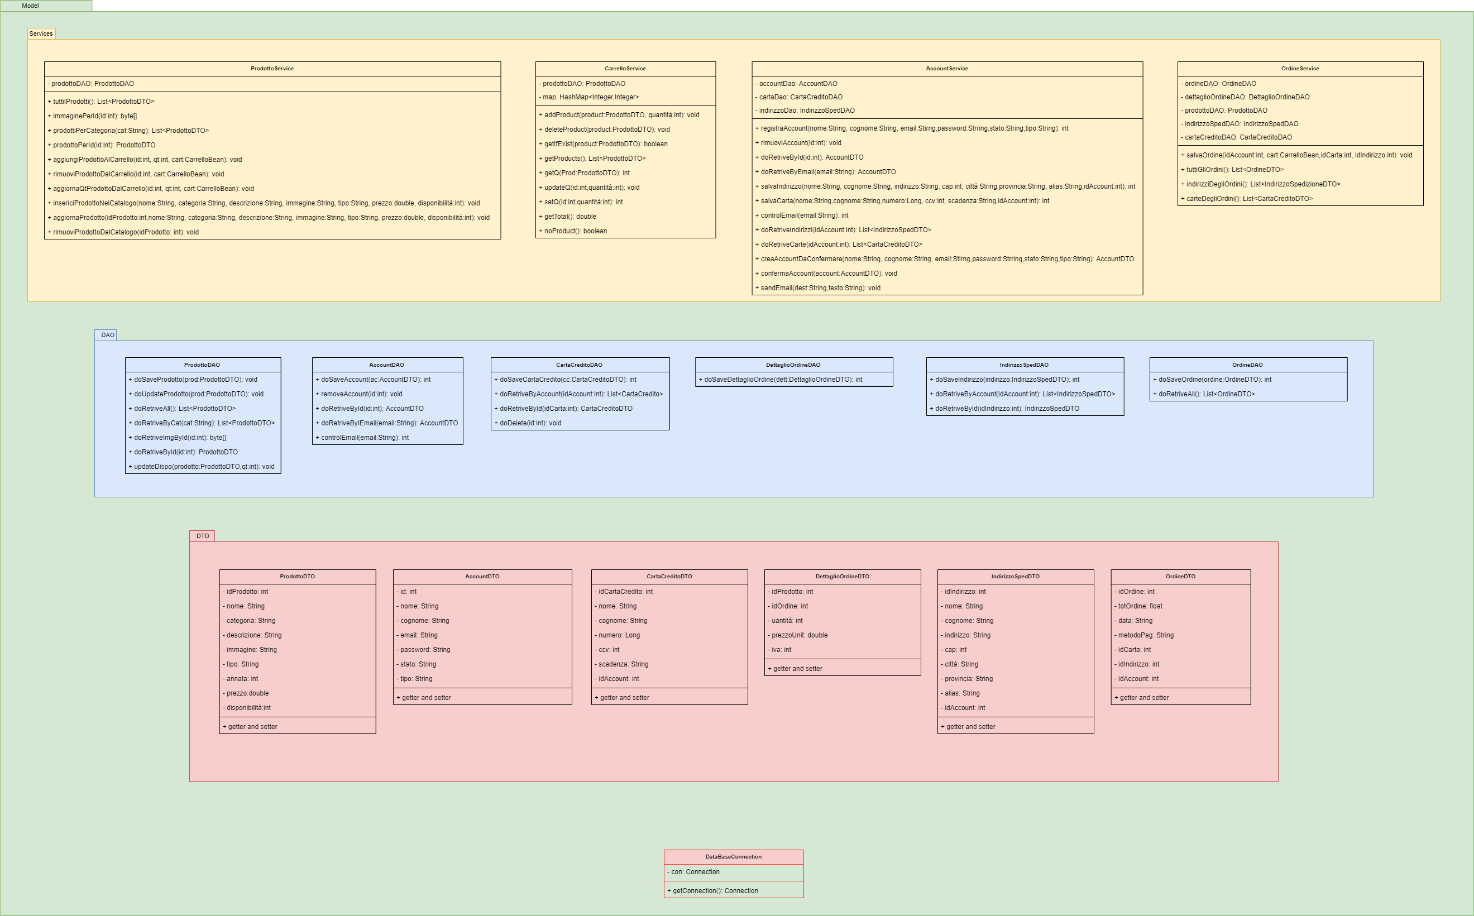 Model
Services
ProdottoService
- prodottoDAO: ProdottoDAO
+ tuttiIProdotti(): List<ProdottoDTO>
+ immaginePerId(id:int): byte[]
+ prodottiPerCategoria(cat:String): List<ProdottoDTO>
+ prodottoPerid(id:int): ProdottoDTO
+ aggiungiProdottoAlCarrello(id:int, qt:int, cart:CarrelloBean): void
+ rimuoviProdottoDalCarrello(id:int, cart:CarrelloBean): void
+ aggiornaQtProdottoDalCarrello(id:int, qt:int, cart:CarrelloBean): void
+ inserisciProdottoNelCatalogo(nome:String, categoria:String, descrizione:String, immagine:String, tipo:String, prezzo:double, disponibilità:int): void
+ aggiornaProdotto(idProdotto:int,nome:String, categoria:String, descrizione:String, immagine:String, tipo:String, prezzo:double, disponibilità:int): void
+ rimuoviProdottoDalCatalogo(idProdotto: int): void
CarrelloService
- prodottoDAO: ProdottoDAO
- map: HashMap<Integer,Integer>
+ addProduct(product:ProdottoDTO, quantità:int): void
+ deleteProduct(product:ProdottoDTO): void
+ getifExist(product:ProdottoDTO): boolean
+ getProducts(): List<ProdottoDTO>
+ getQ(Prod:ProdottoDTO): int
+ updateQ(id:int,quantità:int): void
+ setQ(id:int,quantità:int): int
+ getTotal(): double
+ noProduct(): boolean
AccountService
- accountDao: AccountDAO
- cartaDao: CartaCreditoDAO
- indirizzoDao: IndirizzoSpedDAO
+ registraAccount(nome:String, cognome:String, email:Stirng,password:String,stato:String,tipo:String): int
+ rimuoviAccount(id:int): void
+ doRetriveById(id:int): AccountDTO
+ doRetriveByEmail(email:String): AccountDTO
+ salvaIndirizzo(nome:String, cognome:String, indirizzo:String, cap:int, città:String,provincia:String, alias:String,idAccount:int): int
+ salvaCarta(nome:String,cognome:String,numero:Long, ccv:int, scadenza:String,idAccount:int): int
+ controlEmail(email:String): int
+ doRetriveIndirizzi(idAccount:int): List<IndirizzoSpedDTO>
+ doRetriveCarte(idAccount:int): List<CartaCreditoDTO>
+ creaAccountDaConfermare(nome:String, cognome:String, email:Stirng,password:Strring,stato:String,tipo:String): AccountDTO
+ confermaAccount(account:AccountDTO): void
+ sandEmail(dest:String,testo:String): void
OrdineService
- ordineDAO: OrdineDAO
- dettaglioOrdineDAO: DettaglioOrdineDAO
- prodottoDAO: ProdottoDAO
- indirizzoSpedDAO: IndirizzoSpedDAO
- cartaCreditoDAO: CartaCreditoDAO
+ salvaOrdine(idAccount:int, cart:CarrelloBean,idCarta:int, idIndirizzo:int): void
+ tuttiGliOrdini(): List<OrdineDTO>
+ indirizziDegliOrdini(): List<IndirizzoSpedizioneDTO>
+ carteDegliOrdini(): List<CartaCreditoDTO>
DAO
ProdottoDAO
+ doSaveProdotto(prod:ProdottoDTO): void
+ doUpdateProdotto(prod:ProdottoDTO): void
+ doRetriveAll(): List<ProdottoDTO>
+ doRetriveByCat(cat:String): List<ProdottoDTO>
+ doRetriveImgById(id:int): byte[]
+ doRetriveById(id:int): ProdottoDTO
+ updateDispo(prodotto:ProdottoDTO,qt:int): void
AccountDAO
+ doSaveAccount(ac:AccountDTO): int
+ removeAccount(id:int): void
+ doRetriveById(id:int): AccountDTO
+ doRetriveByIEmail(email:String): AccountDTO
+ controlEmail(email:String): int
CartaCreditoDAO
+ doSaveCartaCredito(cc:CartaCreditoDTO): int
+ doRetriveByAccount(idAccount:int): List<CartaCredito>
+ doRetriveById(idCarta:int): CartaCreditoDTO
+ doDelete(id:int): void
DettaglioOrdineDAO
+ doSaveDettaglioOrdine(dett:DettaglioOrdineDTO): int
IndirizzoSpedDAO
+ doSaveIndirizzo(indirizzo:IndirizzoSpedDTO): int
+ doRetriveByAccount(idAccount:int): List<IndirizzoSpedDTO>
+ doRetriveById(idIndirizzo:int): IndirizzoSpedDTO
OrdineDAO
+ doSaveOrdine(ordine:OrdineDTO): int
+ doRetriveAll(): List<OrdineDTO>
DTO
ProdottoDTO
- idProdotto: int
- nome: String
- categoria: String
- descrizione: String
- immagine: String
- tipo: String
- annata: int
- prezzo:double
- disponibilità:int
+ getter and setter
AccountDTO
- id: int
- nome: String
- cognome: String
- email: String
- password: String
- stato: String
- tipo: String
+ getter and setter
CartaCreditoDTO
- idCartaCredito: int
- nome: String
- cognome: String
- numero: Long
- ccv: int
- scadenza: String
- idAccount: int
+ getter and setter
DettaglioOrdineDTO
- idProdotto: int
- idOrdine: int
- uantità: int
- prezzoUnit: double
- iva: int
+ getter and setter
IndirizzoSpedDTO
- idIndirizzo: int
- nome: String
- cognome: String
- indirizzo: String
- cap: int
- città: String
- provincia: String
- alias: String
- idAccount: int
+ getter and setter
OrdineDTO
- idOrdine: int
- totOrdine: float
- data: String
- metodoPag: String
- idCarta: int
- idIndirizzo: int
- idAccount: int
+ getter and setter
DataBaseConnection
- con: Connection
+ getConnection(): Connection